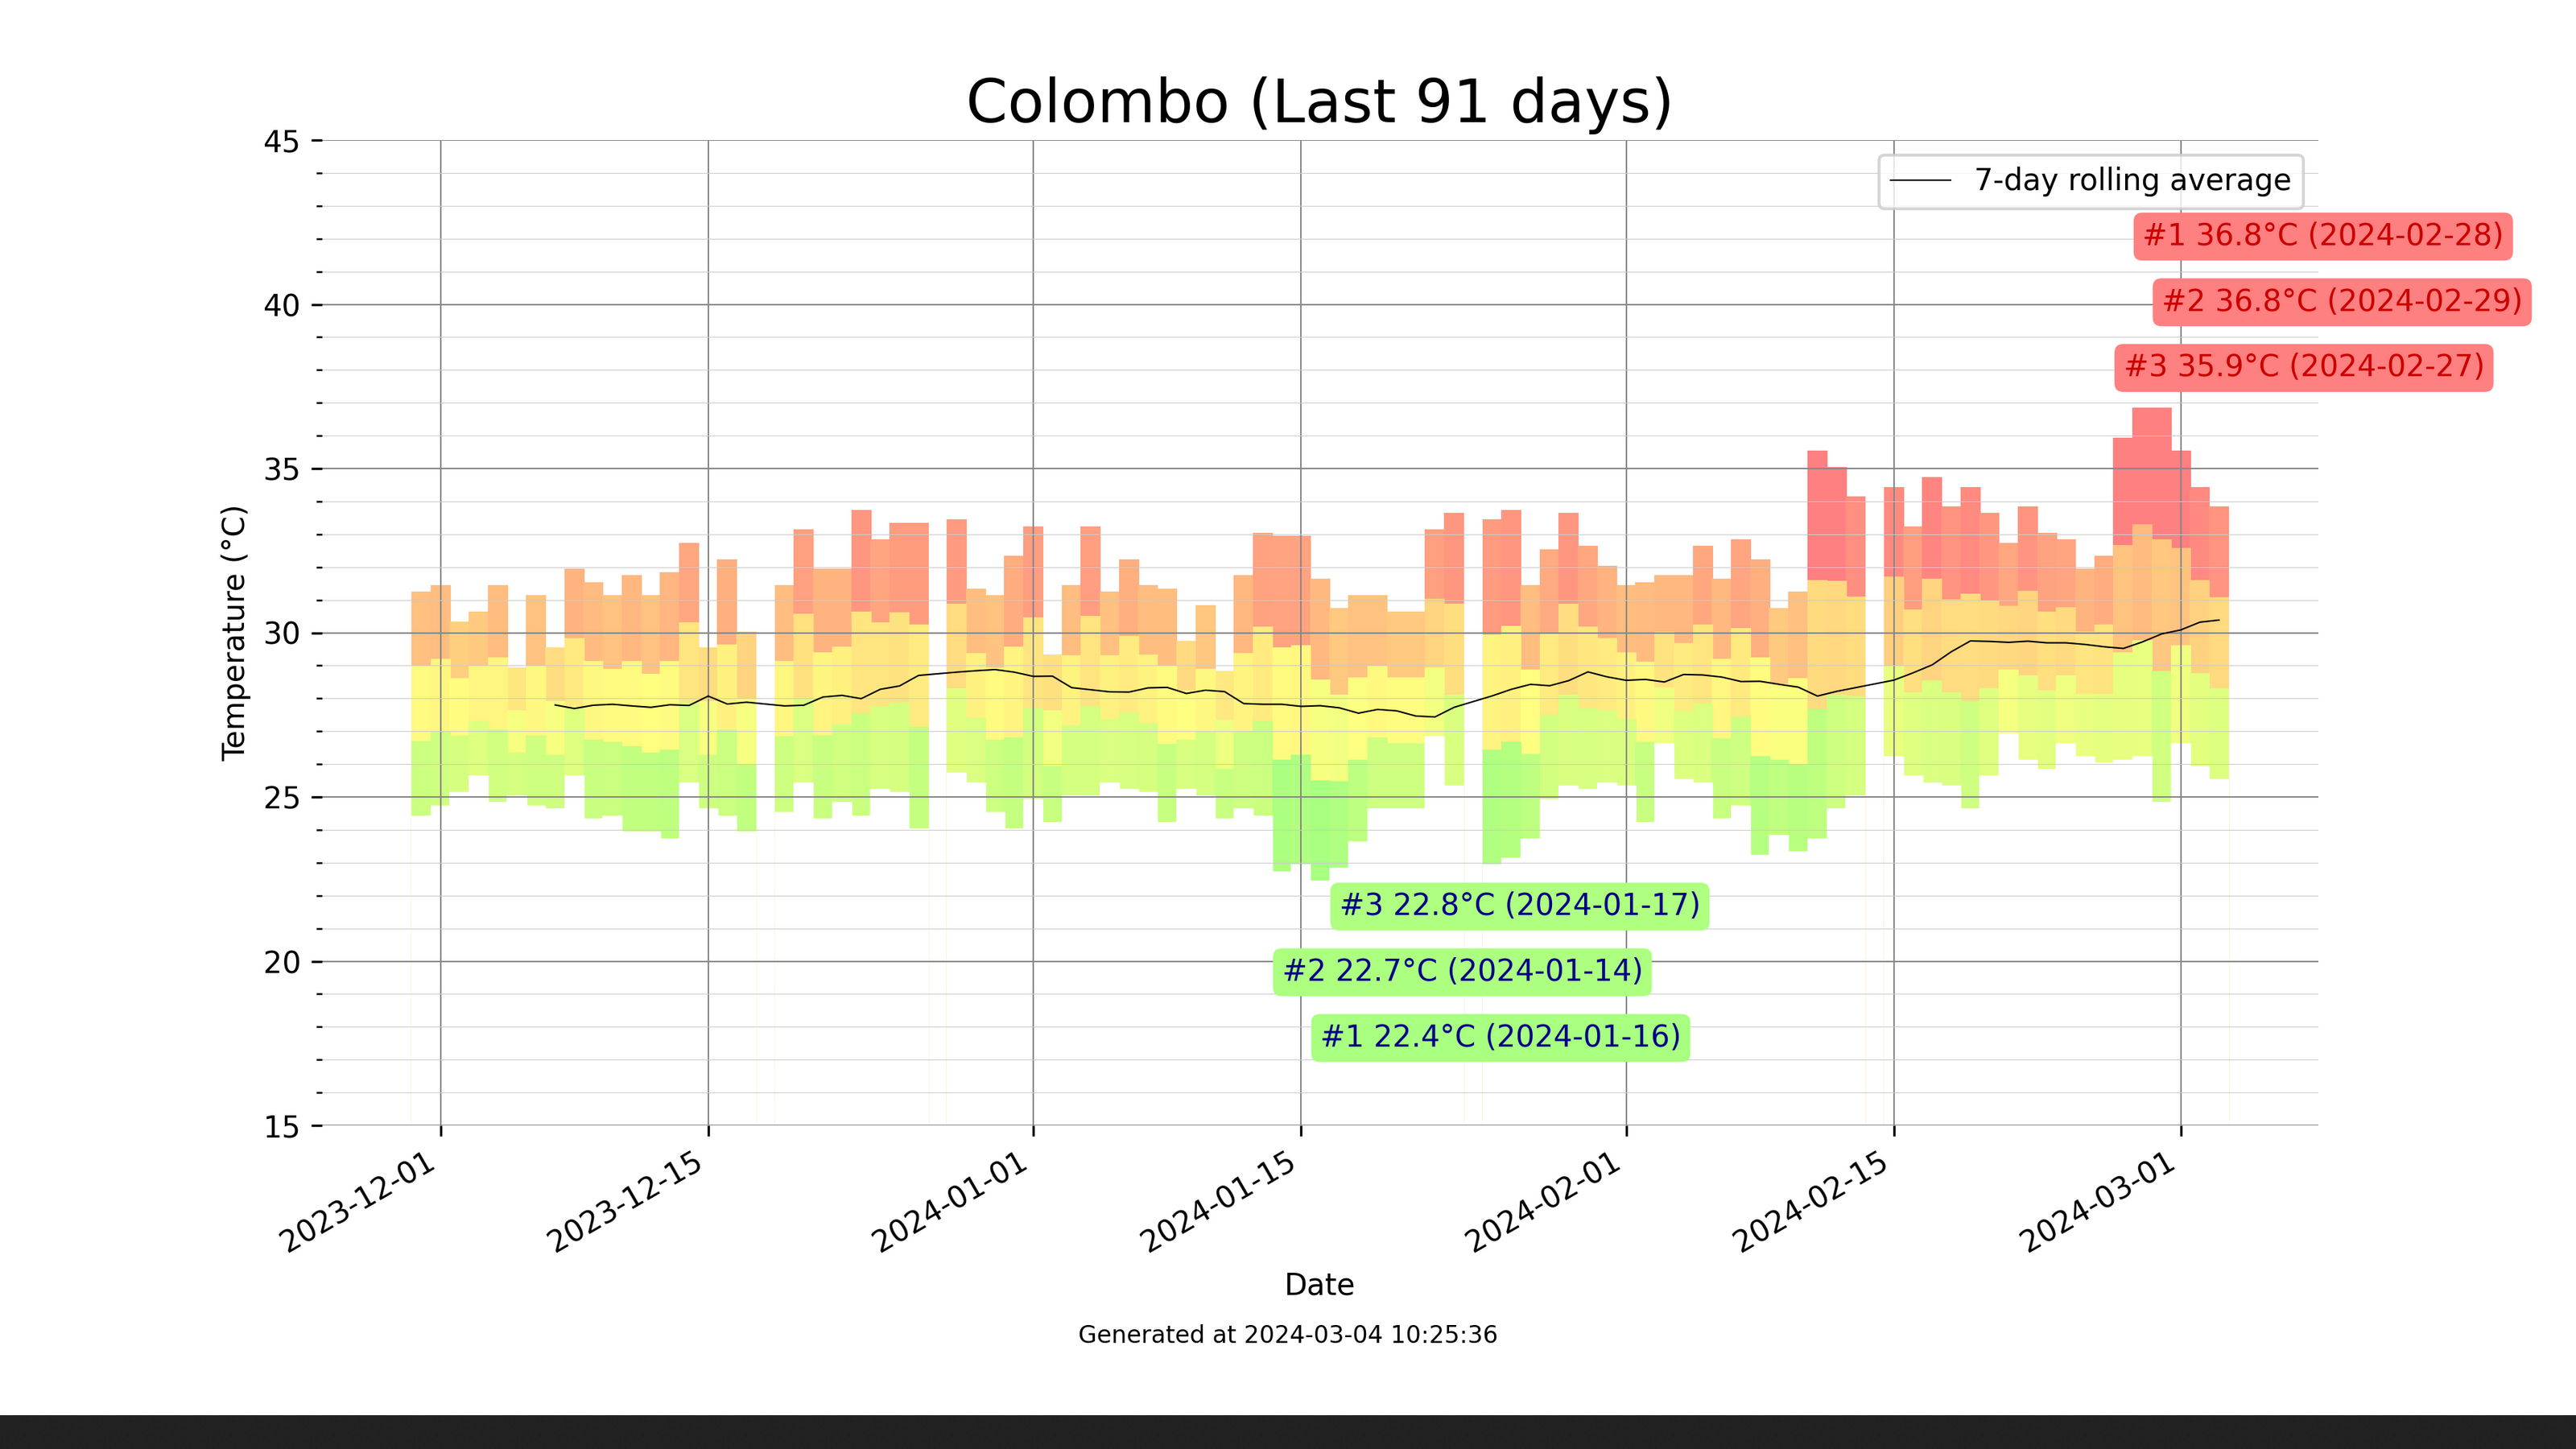 Colombo (Last 91 days)
45
7-day rolling average
#1 36.8°C (2024-02-28)
40
#2 36.8°C (2024-02-29)
#3 35.9°C (2024-02-27)
35
Temperature (°C)
30
25
#3 22.8°C (2024-01-17)
20
#2 22.7°C (2024-01-14)
#1 22.4°C (2024-01-16)
15
2023-12-01
2023-12-15
2024-01-01
2024-01-15
2024-02-01
2024-02-15
2024-03-01
Date
Generated at 2024-03-04 10:25:36